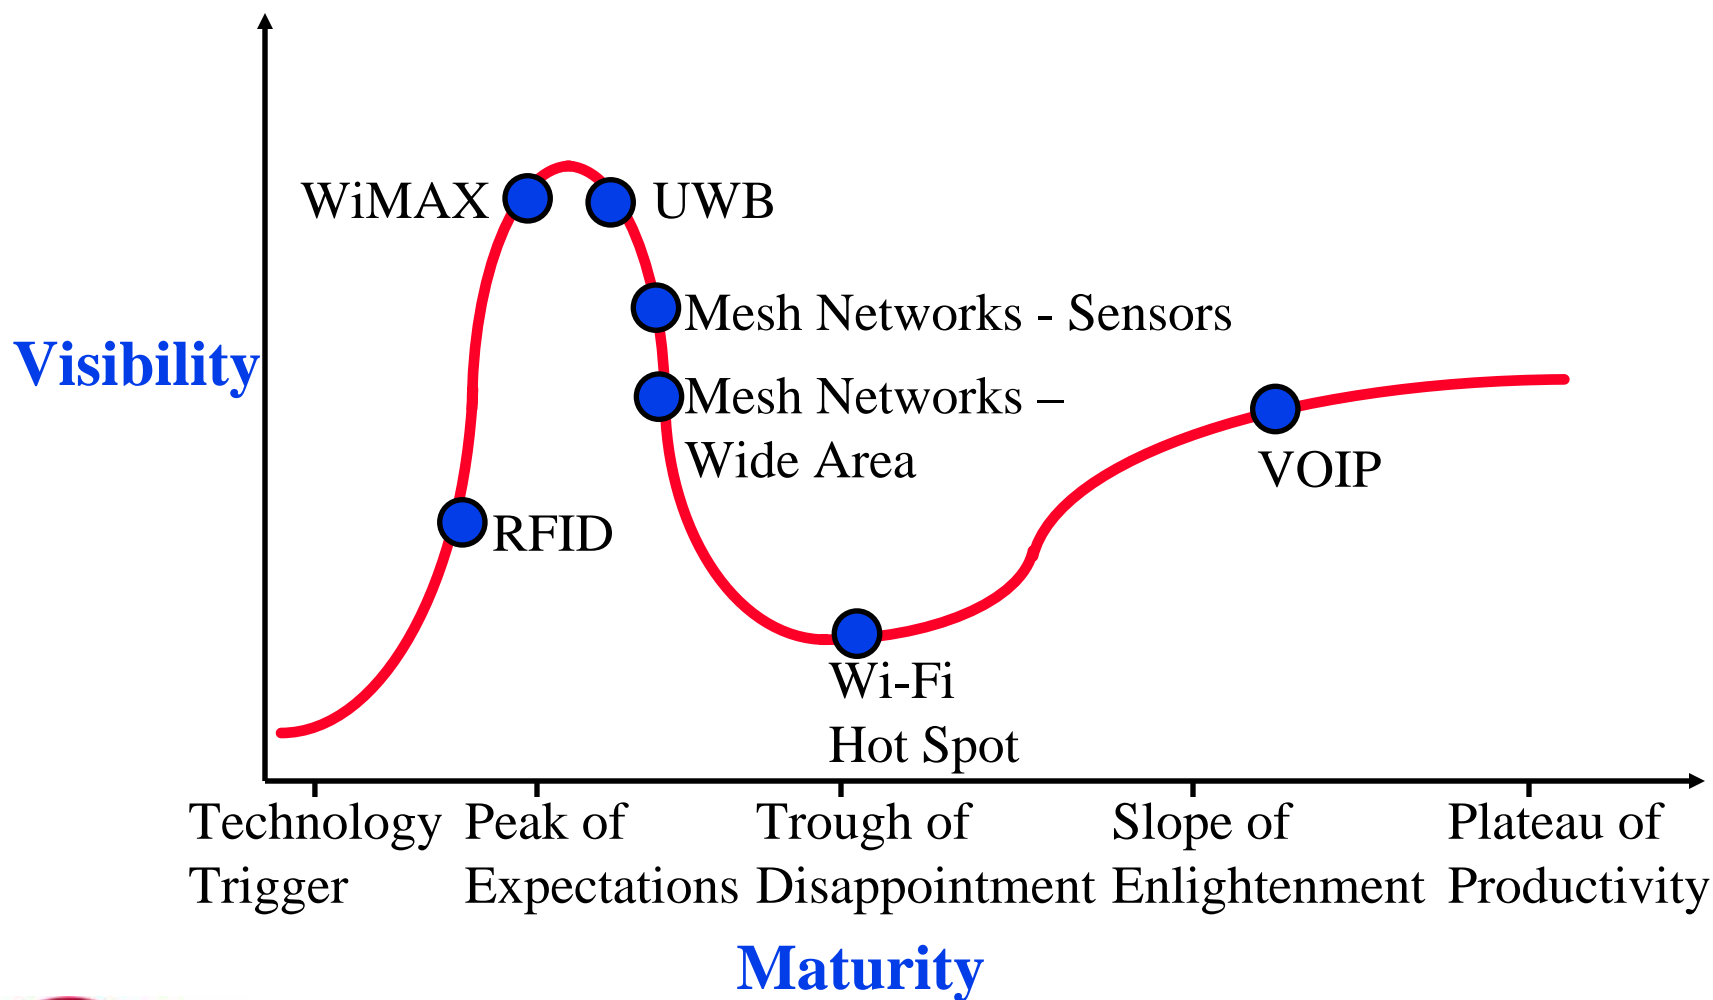 WiMAX
UWB
Mesh Networks - Sensors
Visibility
Mesh Networks –
Wide Area
VOIP
RFID
Wi-Fi
Hot Spot
Technology
Trigger
Peak of
Expectations
Trough of
Disappointment
Slope of
Enlightenment
Plateau of
Productivity
Maturity